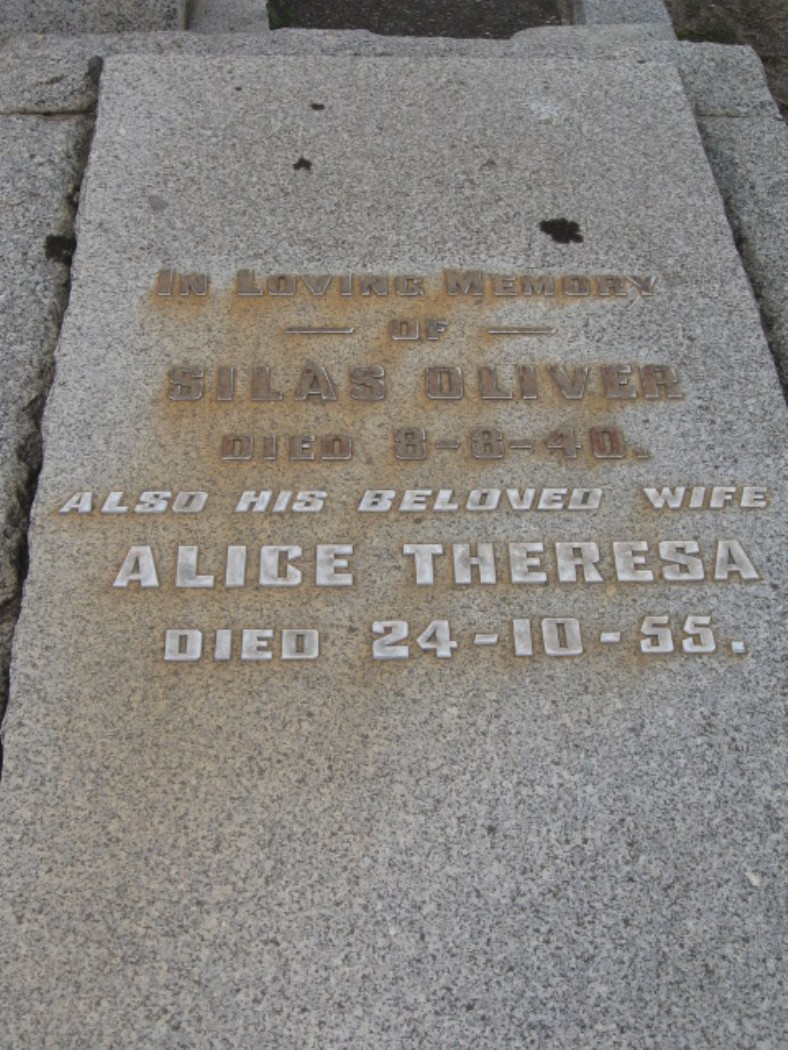 IN LOVING MEMORY
— OF —
SILAS OLIVER
DIED 8-8-40.
ALSO HIS BELOVED WIFE
ALICE THERESA
DIED 24-10-55.